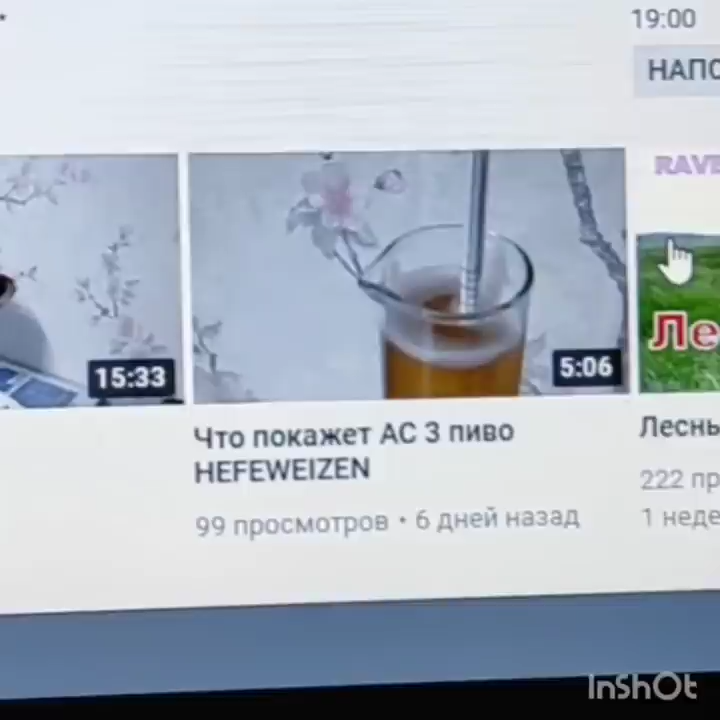 19:00
НАПО
RAVE
15:33
5:06
Ле
Что покажет АС 3 пиво
HEFEWEIZEN
99 просмотров • 6 дней назад
Лесны
222 пр
1 неде
InShOt